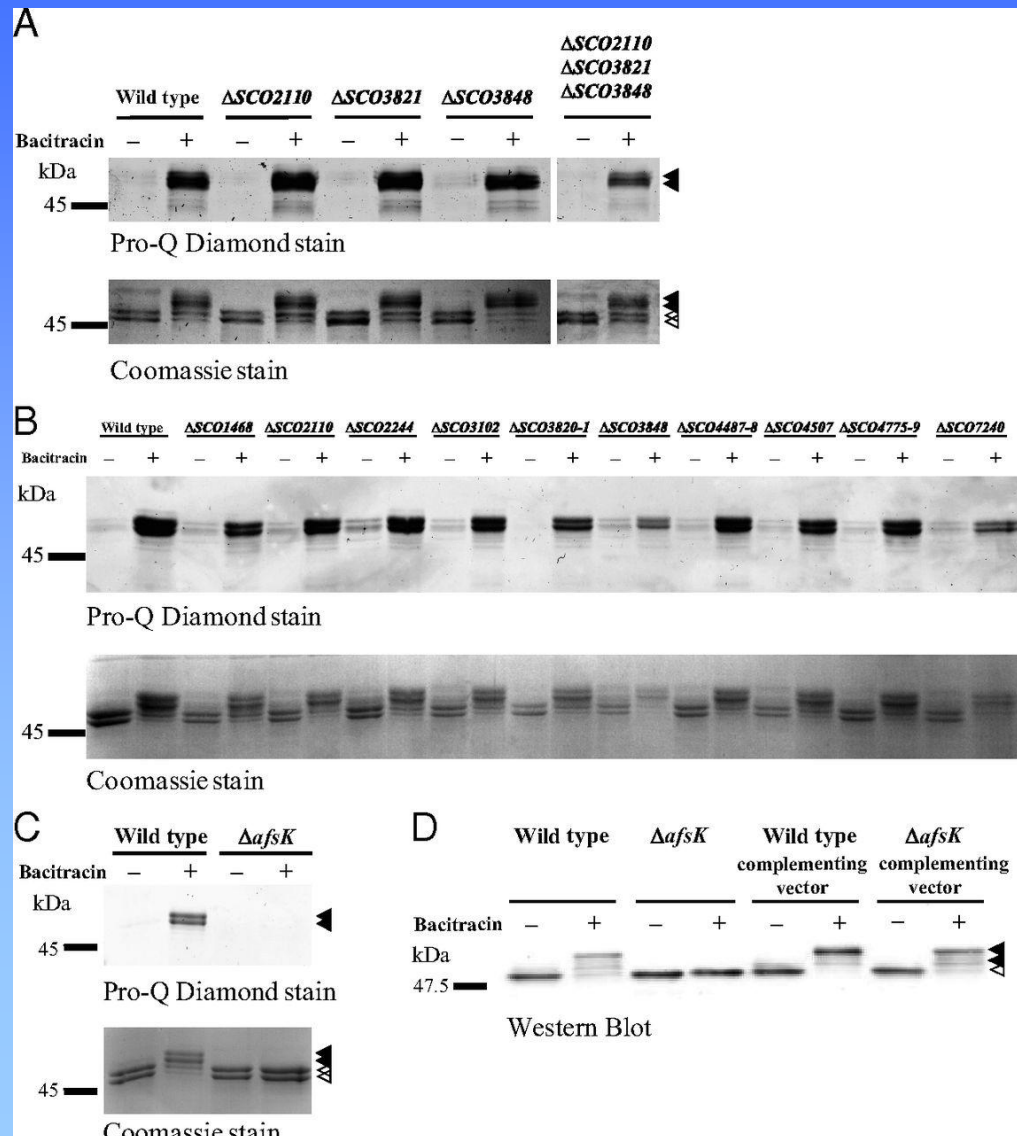 A
ΔSCO2110
ΔSCO3821
Wild type ΔSCO2110 ΔSCO3821 ΔSCO3848 ΔSCO3848
Bacitracin – + – + – + – + – +
kDa
45
Pro-Q Diamond stain
45
Coomassie stain
B
Wild type ΔSCO1468 ΔSCO2110 ΔSCO2244 ΔSCO3102 ΔSCO3820-1 ΔSCO3848 ΔSCO4487-8 ΔSCO4507 ΔSCO4775-9 ΔSCO7240
Bacitracin – + – + – + – + – + – + – + – + – + – + – +
kDa
45
Pro-Q Diamond stain
45
Coomassie stain
C
Wild type ΔafsK
Bacitracin – + – +
kDa
45
Pro-Q Diamond stain
45
Coomassie stain
D
Wild type ΔafsK Wild type ΔafsK
complementing complementing
vector vector
Bacitracin – + – + – + – +
kDa
47.5
Western Blot